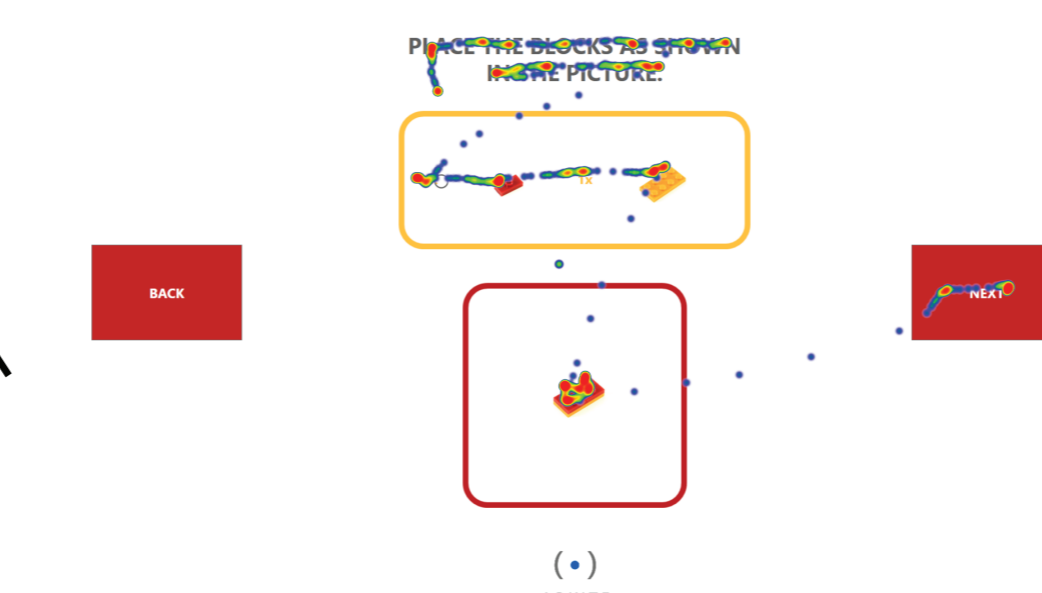 PLACE THE BLOCKS AS SHOWN
IN THE PICTURE.
1x
BACK
NEXT
(•)